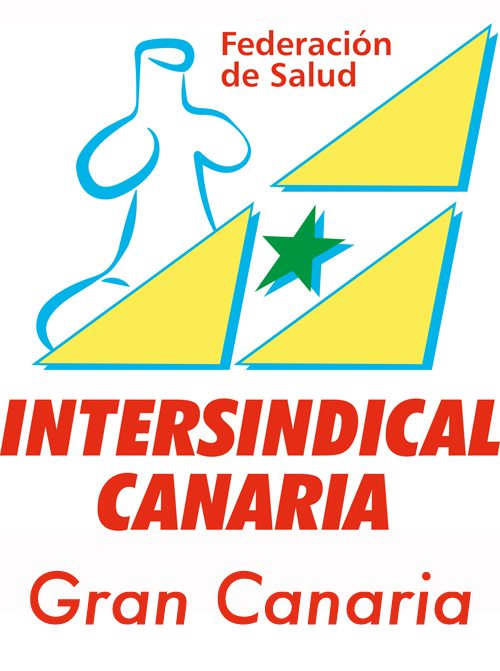 Federación
de Salud
INTERSINDICAL
CANARIA
Gran Canaria